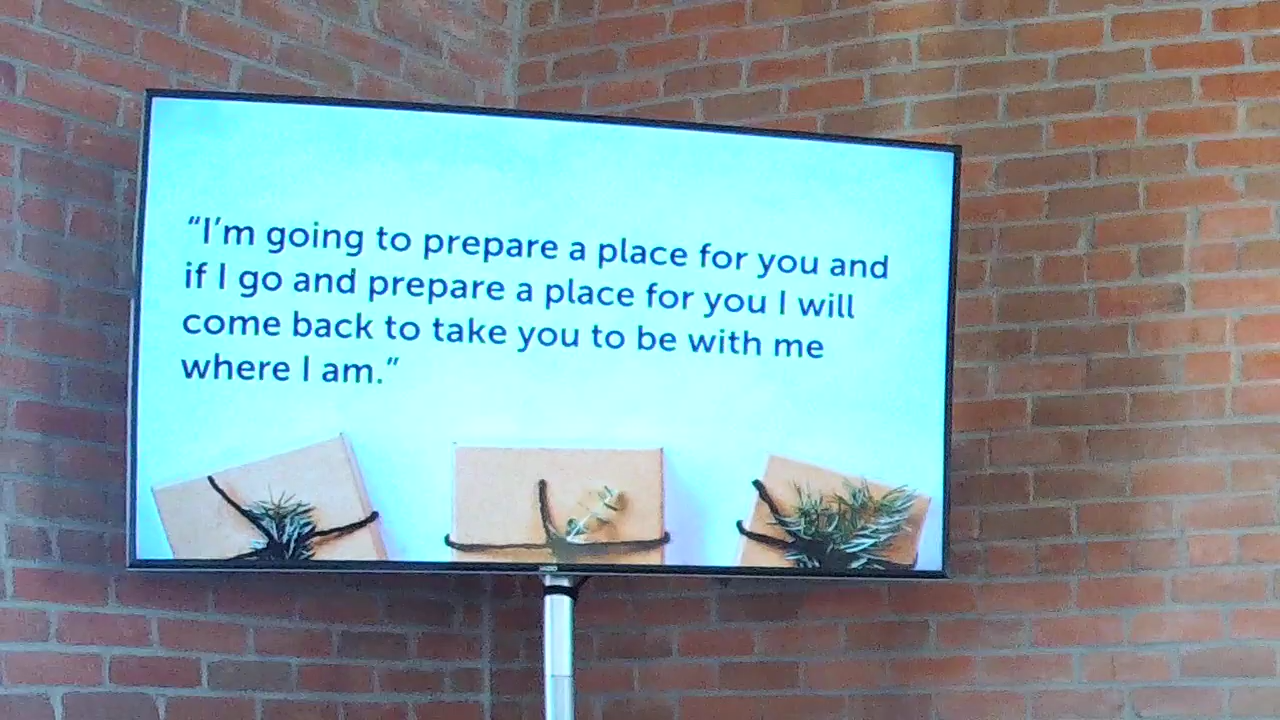 “I’m going to prepare a place for you and
if I go and prepare a place for you I will
come back to take you to be with me
where I am.”